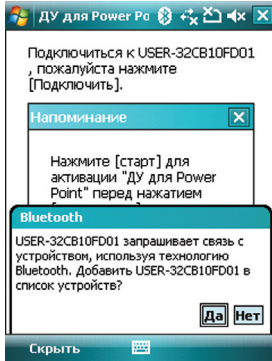 ДУ для Power Po
Подключиться к USER-32CB10FD01
, пожалуйста нажмите
[Подключить].
Напоминание
Нажмите [старт] для
активации "ДУ для Power
Point" перед нажатием
Bluetooth
USER-32CB10FD01 запрашивает связь с
устройством, используя технологию
Bluetooth. Добавить USER-32CB10FD01 в
список устройств?
Да Нет
Скрыть